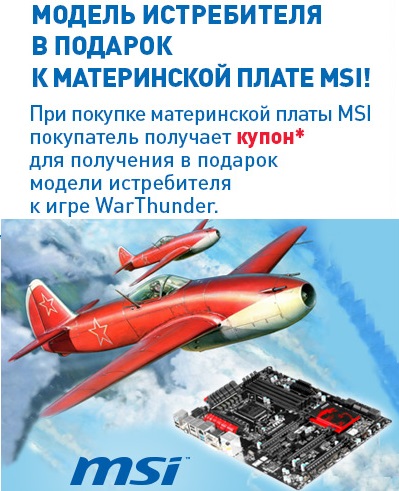 МОДЕЛЬ ИСТРЕБИТЕЛЯ
В ПОДАРОК
К МАТЕРИНСКОЙ ПЛАТЕ MSI!
При покупке материнской платы MSI
покупатель получает купон*
для получения в подарок
модели истребителя
к игре WarThunder.
msi